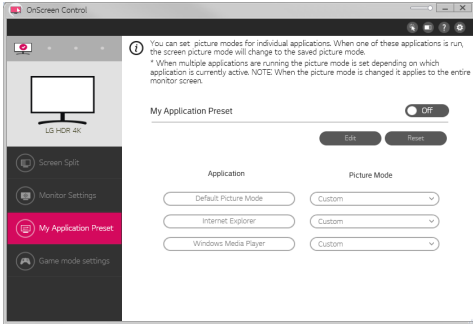 OnScreen Control
You can set picture modes for individual applications. When one of these applications is run,
the screen picture mode will change to the saved picture mode.
* When multiple applications are running the picture mode is set depending on which
application is currently active. NOTE: When the picture mode is changed it applies to the entire
monitor screen.
LG HDR 4K
My Application Preset
Off
Edit
Reset
Screen Split
Monitor Settings
My Application Preset
Game mode settings
Application
Picture Mode
Default Picture Mode
Custom
Internet Explorer
Custom
Windows Media Player
Custom